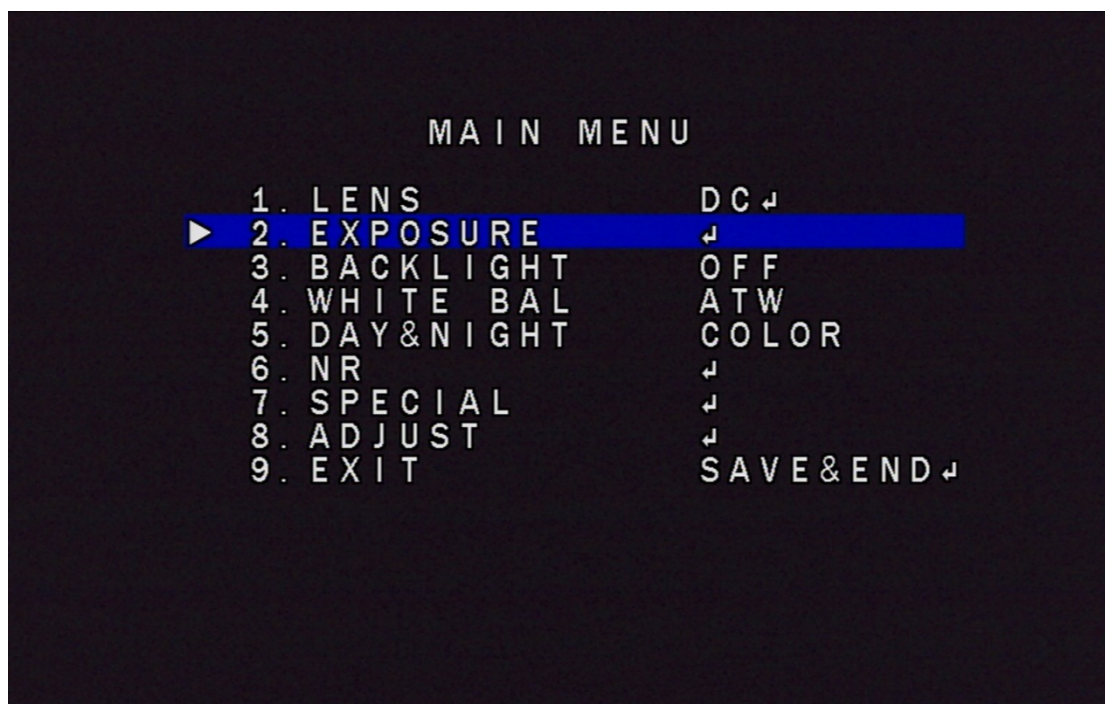 MAIN MENU
1. LENS DC↵
▶ 2. EXPOSURE ↵
3. BACKLIGHT OFF
4. WHITE BAL ATW
5. DAY&NIGHT COLOR
6. NR ↵
7. SPECIAL ↵
8. ADJUST ↵
9. EXIT SAVE&END↵